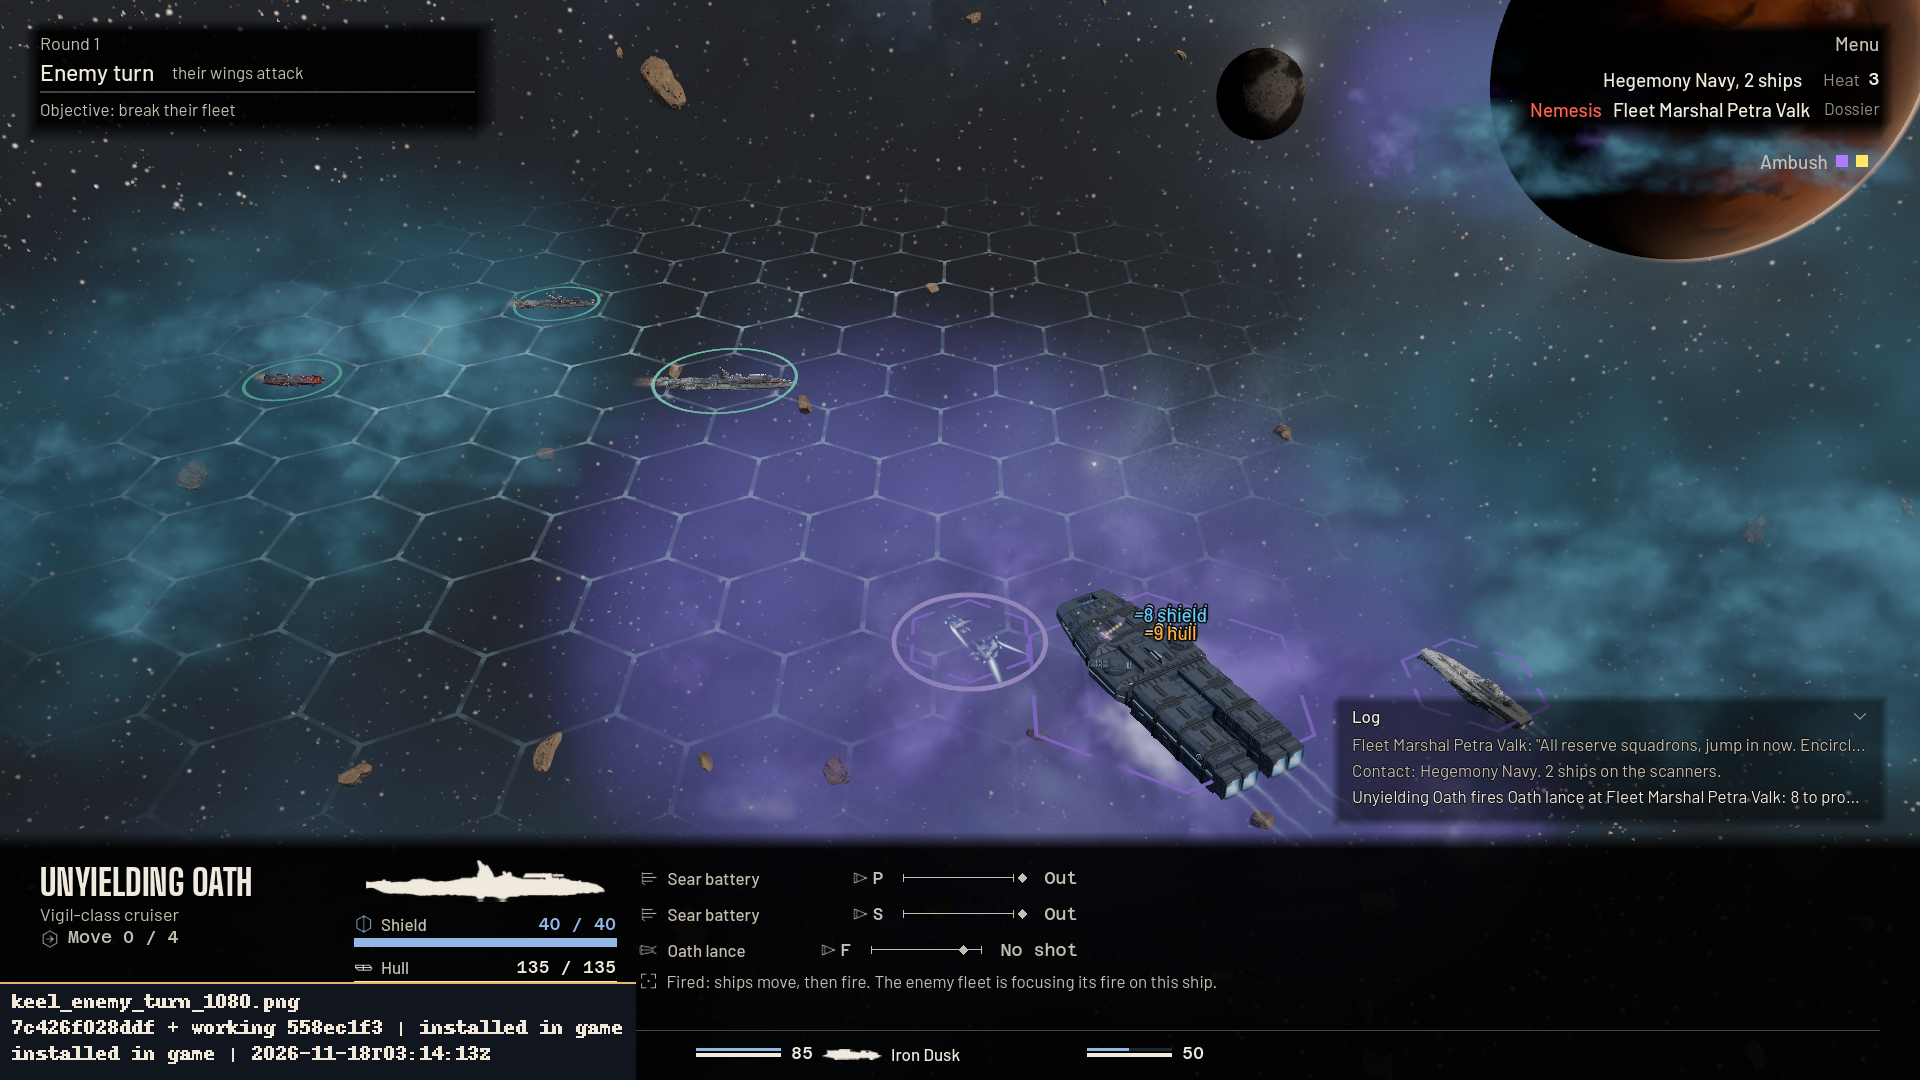 Round 1
Enemy turn their wings attack
Objective: break their fleet
Menu
Hegemony Navy, 2 ships Heat 3
Nemesis Fleet Marshal Petra Valk Dossier
Ambush
-8 shield
-9 hull
Log
Fleet Marshal Petra Valk: "All reserve squadrons, jump in now. Encircl...
Contact: Hegemony Navy. 2 ships on the scanners.
Unyielding Oath fires Oath lance at Fleet Marshal Petra Valk: 8 to pro...
UNYIELDING OATH
Vigil-class cruiser
Move 0 / 4
Shield 40 / 40
Hull 135 / 135
Sear battery P Out
Sear battery S Out
Oath lance F No shot
Fired: ships move, then fire. The enemy fleet is focusing its fire on this ship.
keel_enemy_turn_1080.png
7c426f028ddf + working 558ec1f3 | installed in game
installed in game | 2026-11-18T03:14:13Z
85 Iron Dusk 50